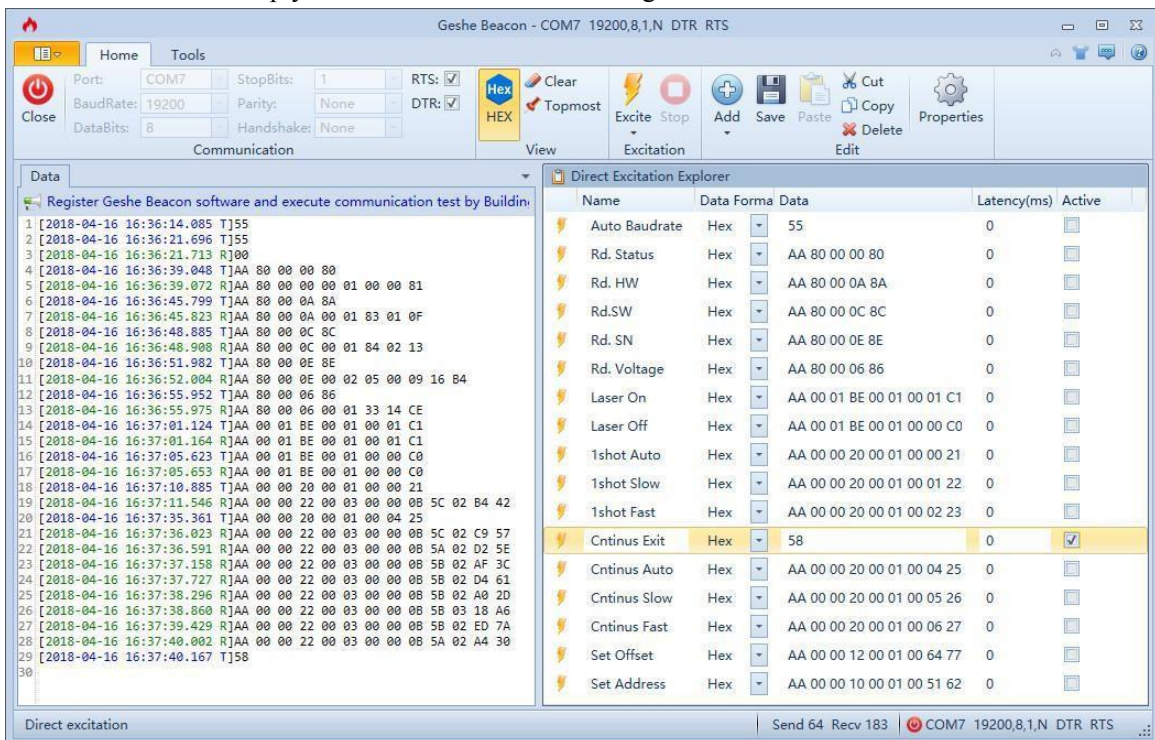 Geshe Beacon - COM7 19200,8,1,N DTR RTS
Home Tools
Close
Port: COM7 StopBits: 1 RTS:
BaudRate: 19200 Parity: None DTR:
DataBits: 8 Handshake: None
Communication
Hex
HEX
Clear
Topmost
View
Excite Stop
Excitation
Add Save Paste
Cut
Copy
Delete
Edit
Properties
Data
Register Geshe Beacon software and execute communication test by Buildin
1 [2018-04-16 16:36:14.085 T]55
2 [2018-04-16 16:36:21.696 T]55
3 [2018-04-16 16:36:21.713 R]00
4 [2018-04-16 16:36:39.048 T]AA 80 00 00 80
5 [2018-04-16 16:36:39.072 R]AA 80 00 00 00 01 00 00 81
6 [2018-04-16 16:36:45.799 T]AA 80 00 0A 8A
7 [2018-04-16 16:36:45.823 R]AA 80 00 0A 00 01 83 01 0F
8 [2018-04-16 16:36:48.885 T]AA 80 00 0C 8C
9 [2018-04-16 16:36:48.908 R]AA 80 00 0C 00 01 84 02 13
10 [2018-04-16 16:36:51.982 T]AA 80 00 0E 8E
11 [2018-04-16 16:36:52.004 R]AA 80 00 0E 00 02 05 00 09 16 B4
12 [2018-04-16 16:36:55.952 T]AA 80 00 06 86
13 [2018-04-16 16:36:55.975 R]AA 80 00 06 00 01 33 14 CE
14 [2018-04-16 16:37:01.124 T]AA 00 01 BE 00 01 00 01 C1
15 [2018-04-16 16:37:01.164 R]AA 00 01 BE 00 01 00 01 C1
16 [2018-04-16 16:37:05.623 T]AA 00 01 BE 00 01 00 00 C0
17 [2018-04-16 16:37:05.653 R]AA 00 01 BE 00 01 00 00 C0
18 [2018-04-16 16:37:10.885 T]AA 00 00 20 00 01 00 00 21
19 [2018-04-16 16:37:11.546 R]AA 00 00 22 00 03 00 00 0B 5C 02 B4 42
20 [2018-04-16 16:37:35.361 T]AA 00 00 20 00 01 00 04 25
21 [2018-04-16 16:37:36.023 R]AA 00 00 22 00 03 00 00 0B 5C 02 C9 57
22 [2018-04-16 16:37:36.591 R]AA 00 00 22 00 03 00 00 0B 5A 02 D2 5E
23 [2018-04-16 16:37:37.158 R]AA 00 00 22 00 03 00 00 0B 5B 02 AF 3C
24 [2018-04-16 16:37:37.727 R]AA 00 00 22 00 03 00 00 0B 5B 02 D4 61
25 [2018-04-16 16:37:38.296 R]AA 00 00 22 00 03 00 00 0B 5B 02 A0 2D
26 [2018-04-16 16:37:38.860 R]AA 00 00 22 00 03 00 00 0B 5B 03 18 A6
27 [2018-04-16 16:37:39.429 R]AA 00 00 22 00 03 00 00 0B 5B 02 ED 7A
28 [2018-04-16 16:37:40.002 R]AA 00 00 22 00 03 00 00 0B 5A 02 A4 30
29 [2018-04-16 16:37:40.167 T]58
30
Direct Excitation Explorer
Name Data Forma Data Latency(ms) Active
Auto Baudrate Hex 55 0
Rd. Status Hex AA 80 00 00 80 0
Rd. HW Hex AA 80 00 0A 8A 0
Rd.SW Hex AA 80 00 0C 8C 0
Rd. SN Hex AA 80 00 0E 8E 0
Rd. Voltage Hex AA 80 00 06 86 0
Laser On Hex AA 00 01 BE 00 01 00 01 C1 0
Laser Off Hex AA 00 01 BE 00 01 00 00 C0 0
1shot Auto Hex AA 00 00 20 00 01 00 00 21 0
1shot Slow Hex AA 00 00 20 00 01 00 01 22 0
1shot Fast Hex AA 00 00 20 00 01 00 02 23 0
Cntinus Exit Hex 58 0
Cntinus Auto Hex AA 00 00 20 00 01 00 04 25 0
Cntinus Slow Hex AA 00 00 20 00 01 00 05 26 0
Cntinus Fast Hex AA 00 00 20 00 01 00 06 27 0
Set Offset Hex AA 00 00 12 00 01 00 64 77 0
Set Address Hex AA 00 00 10 00 01 00 51 62 0
Direct excitation
Send 64 Recv 183 COM7 19200,8,1,N DTR RTS